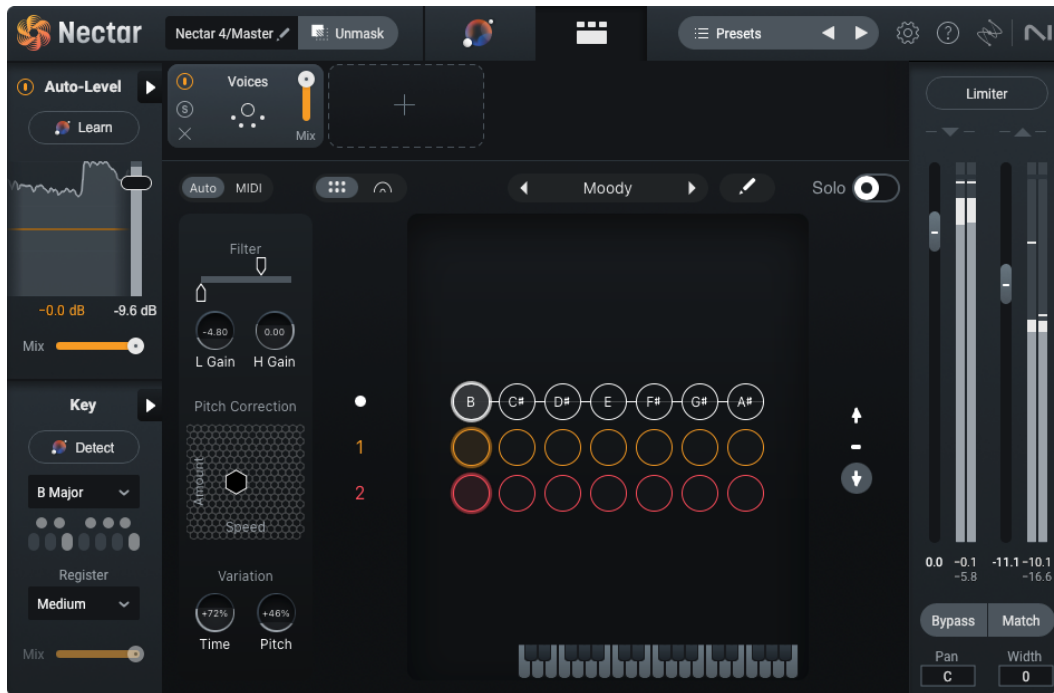 Nectar
Nectar 4/Master
Unmask
Presets
Auto-Level
Learn
-0.0 dB
-9.6 dB
Mix
Key
Detect
B Major
Register
Medium
Mix
Voices
S
Mix
Auto
MIDI
Moody
Solo
Filter
-4.80
0.00
L Gain
H Gain
Pitch Correction
Amount
Speed
Variation
+72%
+46%
Time
Pitch
B C# D# E F# G# A#
1
2
Limiter
0.0 -0.1 -11.1 -10.1
-5.8 -16.6
Bypass
Match
Pan
Width
C
0